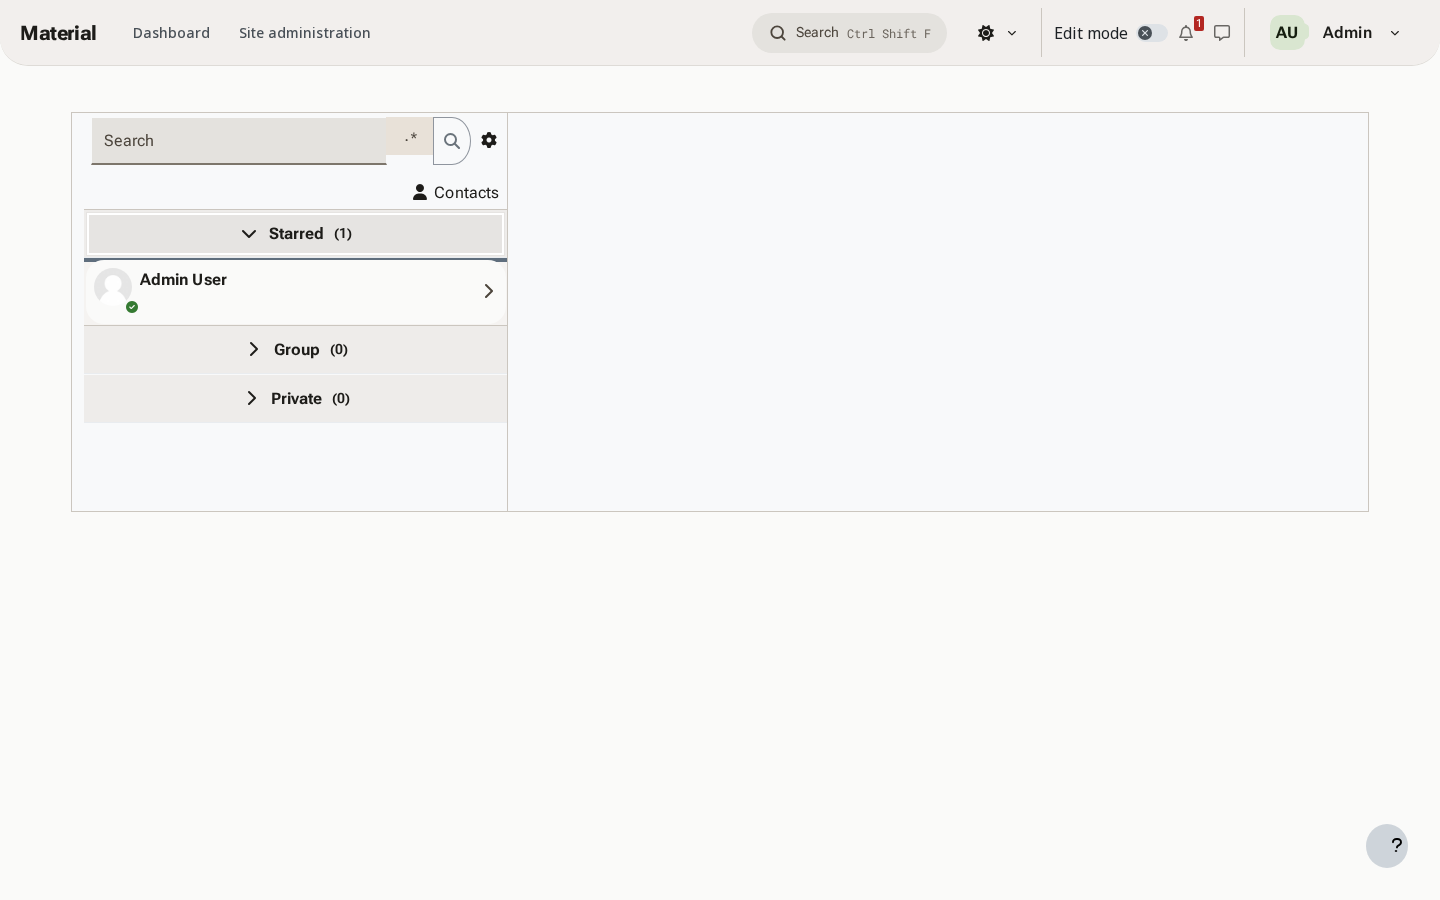 Material Dashboard Site administration Search Ctrl Shift F Edit mode 1 AU Admin
Search .*
Contacts
Starred (1)
Admin User
Group (0)
Private (0)
?